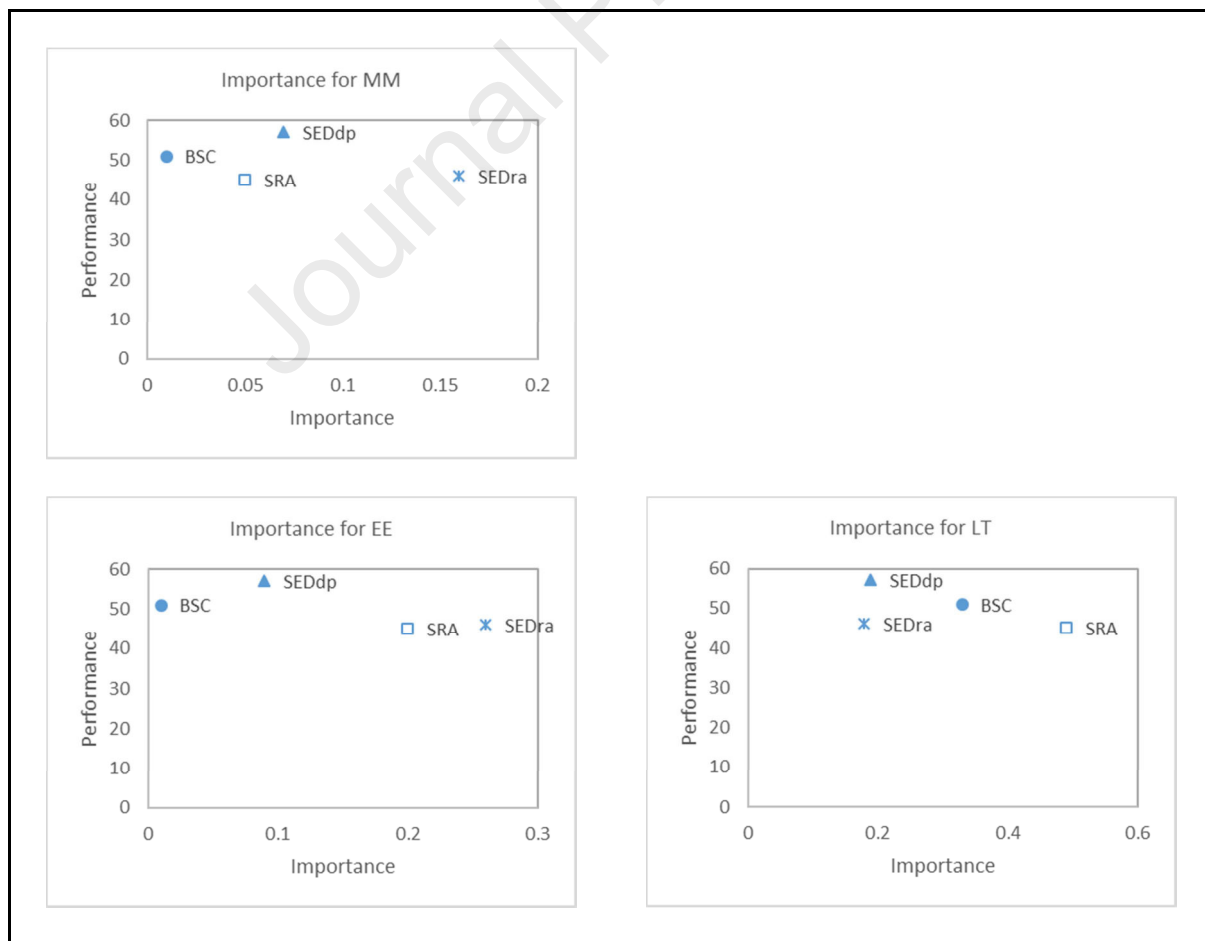 Journal P
Importance for MM
60
50
40
30
20
10
0
Performance
SEDdp
BSC
SRA
SEDra
0 0.05 0.1 0.15 0.2
Importance
Importance for EE
60
50
40
30
20
10
0
Performance
SEDdp
BSC
SRA
SEDra
0 0.1 0.2 0.3
Importance
Importance for LT
60
50
40
30
20
10
0
Performance
SEDdp
BSC
SEDra
SRA
0 0.2 0.4 0.6
Importance